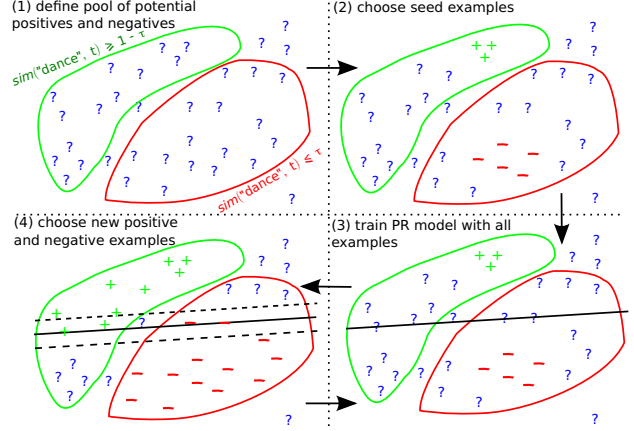 (1) define pool of potential
positives and negatives
sim("dance", t) ⩾ 1 - τ
sim("dance", t) ⩽ τ
(2) choose seed examples
(4) choose new positive
and negative examples
(3) train PR model with all
examples